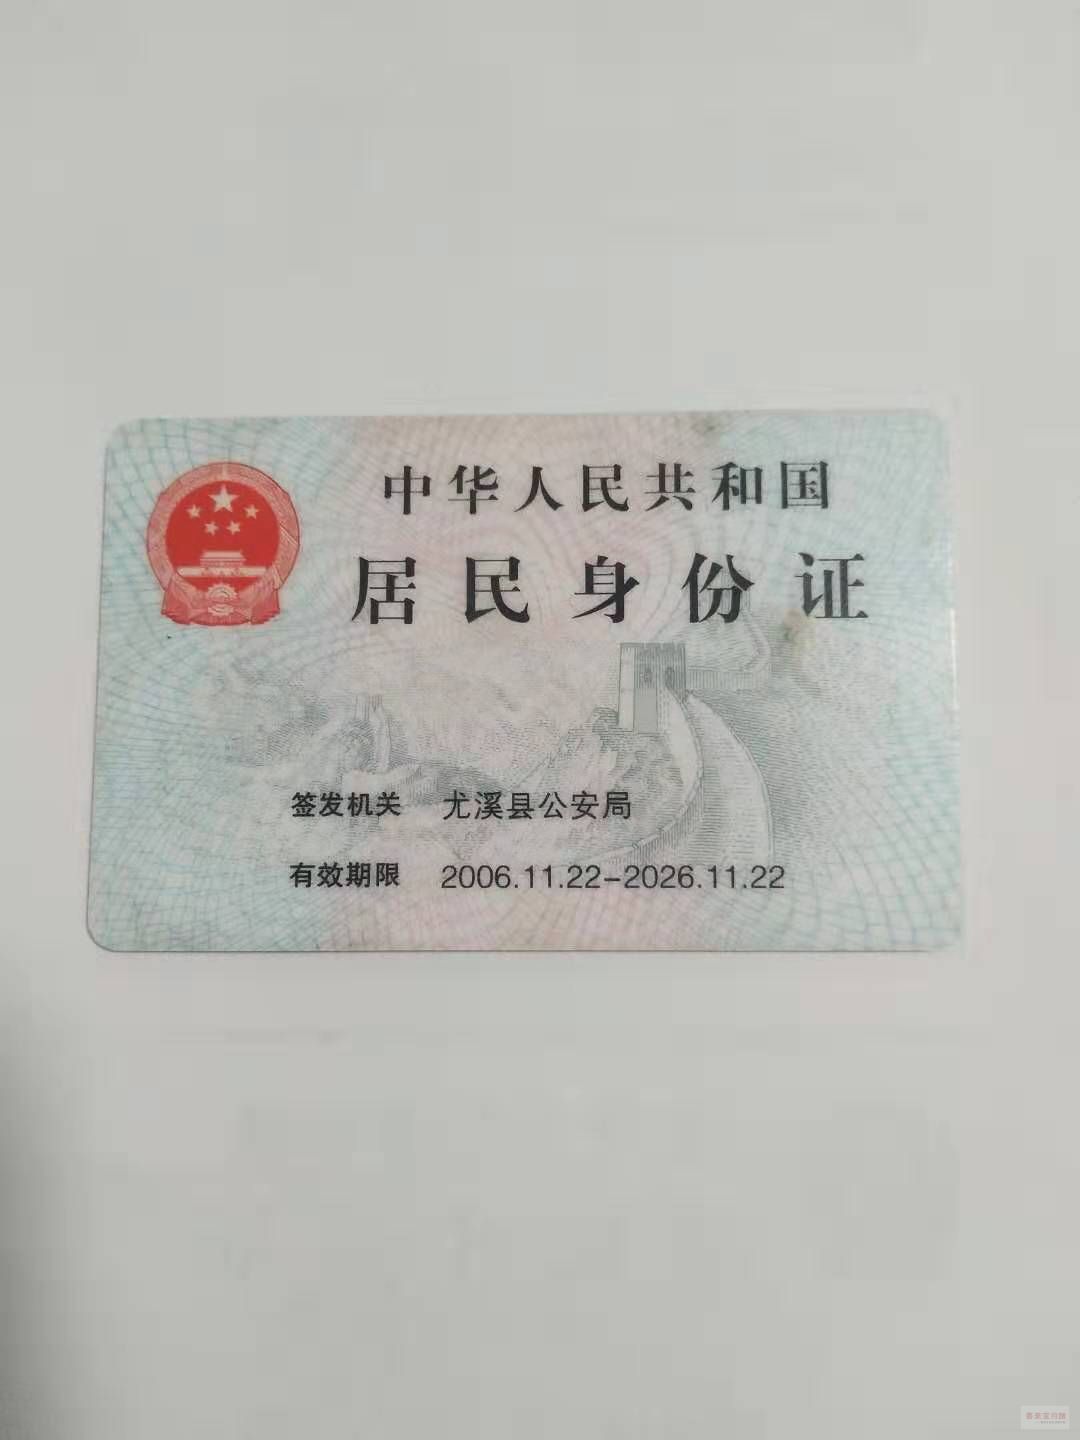 中华人民共和国
居民身份证
签发机关 尤溪县公安局
有效期限 2006.11.22-2026.11.22